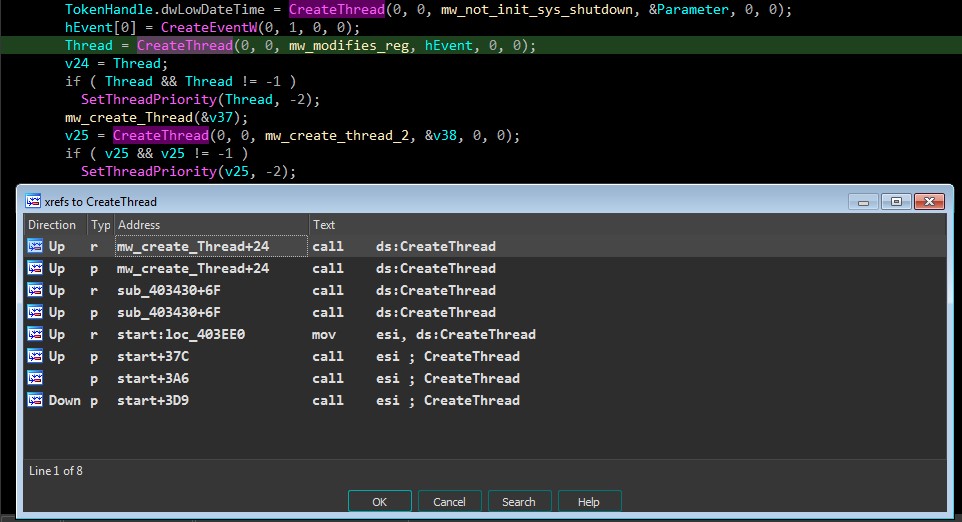 TokenHandle.dwLowDateTime = CreateThread(0, 0, mw_not_init_sys_shutdown, &Parameter, 0, 0);
hEvent[0] = CreateEventW(0, 1, 0, 0);
Thread = CreateThread(0, 0, mw_modifies_reg, hEvent, 0, 0);
v24 = Thread;
if ( Thread && Thread != -1 )
SetThreadPriority(Thread, -2);
mw_create_Thread(&v37);
v25 = CreateThread(0, 0, mw_create_thread_2, &v38, 0, 0);
if ( v25 && v25 != -1 )
SetThreadPriority(v25, -2);
xrefs to CreateThread
Direction Typ Address Text
Up r mw_create_Thread+24 call ds:CreateThread
Up p mw_create_Thread+24 call ds:CreateThread
Up r sub_403430+6F call ds:CreateThread
Up p sub_403430+6F call ds:CreateThread
Up r start:loc_403EE0 mov esi, ds:CreateThread
Up p start+37C call esi ; CreateThread
p start+3A6 call esi ; CreateThread
Down p start+3D9 call esi ; CreateThread
Line 1 of 8
OK Cancel Search Help